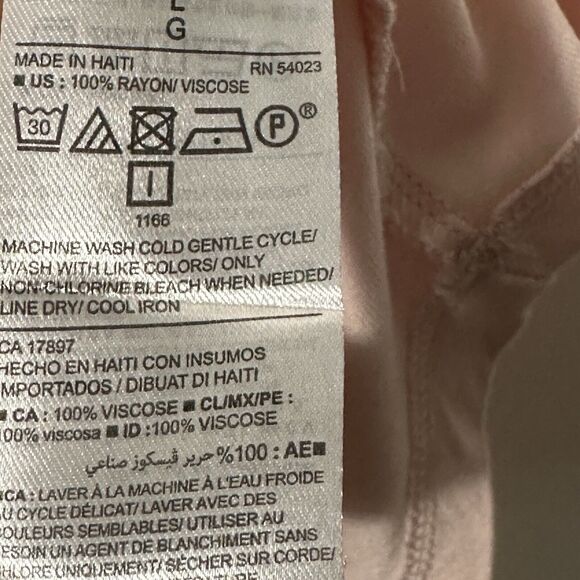 L
G
MADE IN HAITI RN 54023
■ US : 100% RAYON/ VISCOSE
30 P®
1166
MACHINE WASH COLD GENTLE CYCLE/
WASH WITH LIKE COLORS/ ONLY
NON-CHLORINE BLEACH WHEN NEEDED/
LINE DRY/ COOL IRON
CA 17897
HECHO EN HAITI CON INSUMOS
IMPORTADOS / DIBUAT DI HAITI
■ CA : 100% VISCOSE ■ CL/MX/PE :
100% viscosa ■ ID :100% VISCOSE
■AE : 100% حرير ڤيسكوز صناعي
CA : LAVER À LA MACHINE À L'EAU FROIDE
AU CYCLE DÉLICAT/ LAVER AVEC DES
COULEURS SEMBLABLES/ UTILISER AU
BESOIN UN AGENT DE BLANCHIMENT SANS
CHLORE UNIQUEMENT/ SÉCHER SUR CORDE/